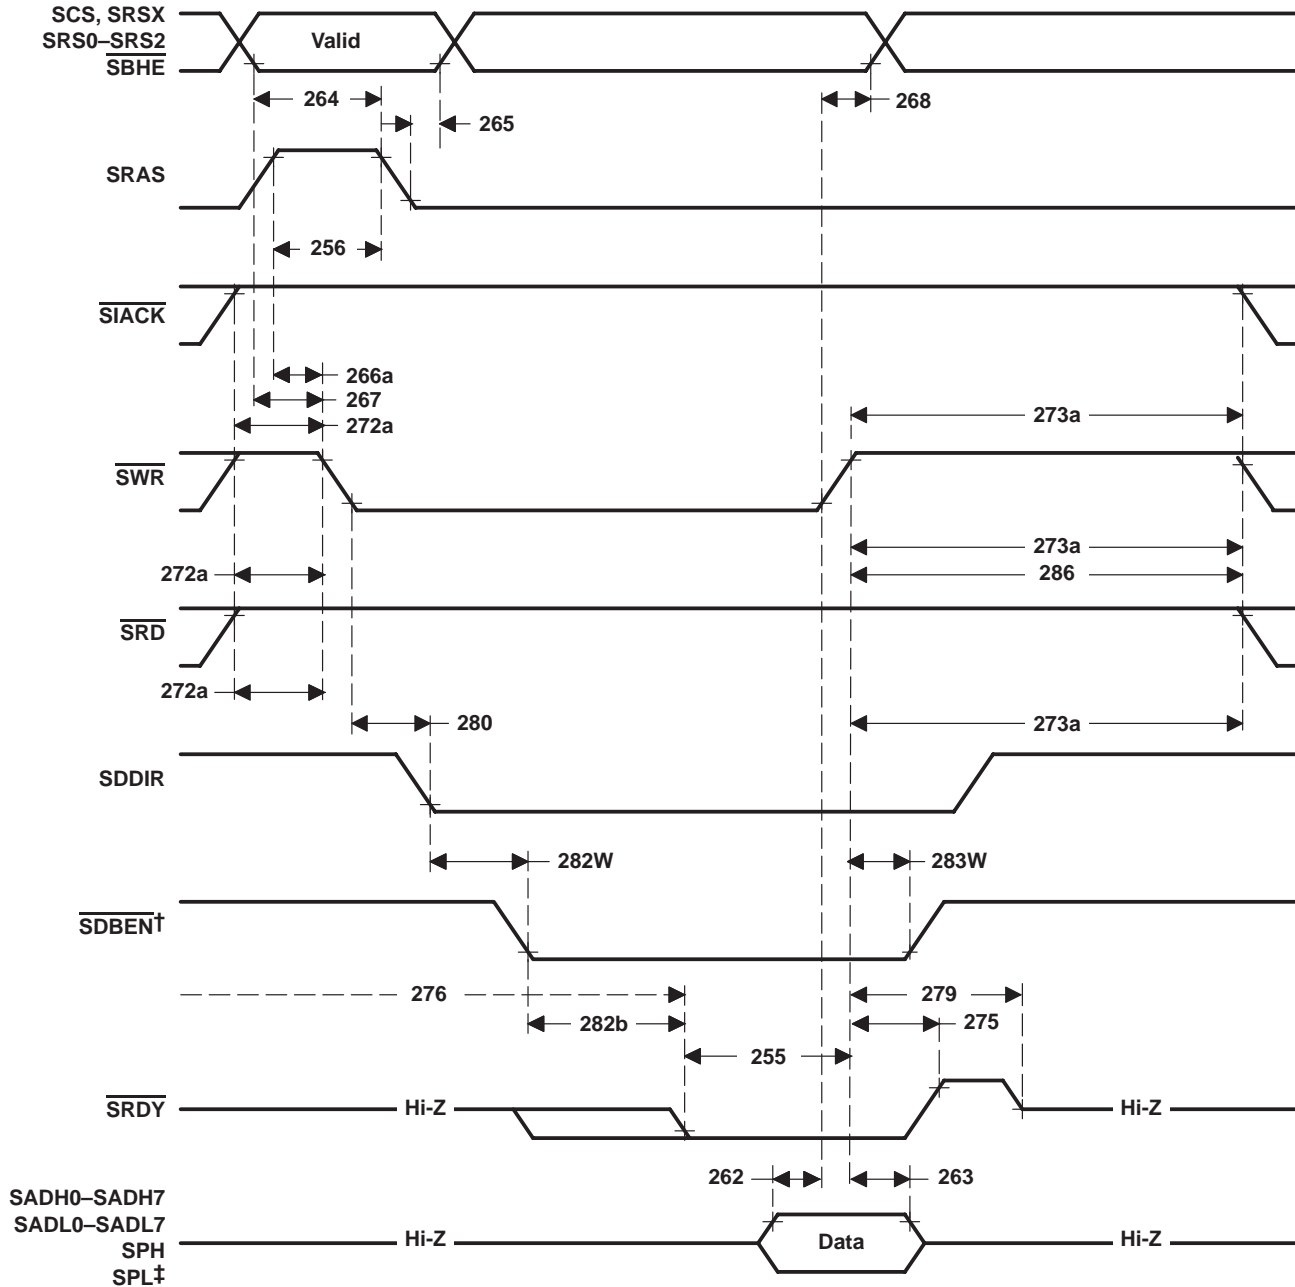 SCS, SRSX
SRS0–SRS2
SBHE
Valid
264
268
265
SRAS
256
SIACK
266a
267
272a
273a
SWR
273a
272a
286
SRD
272a
280
273a
SDDIR
282W
283W
SDBEN†
276
279
282b
275
255
SRDY
Hi-Z
Hi-Z
262
263
SADH0–SADH7
SADL0–SADL7
SPH
SPL‡
Hi-Z
Data
Hi-Z